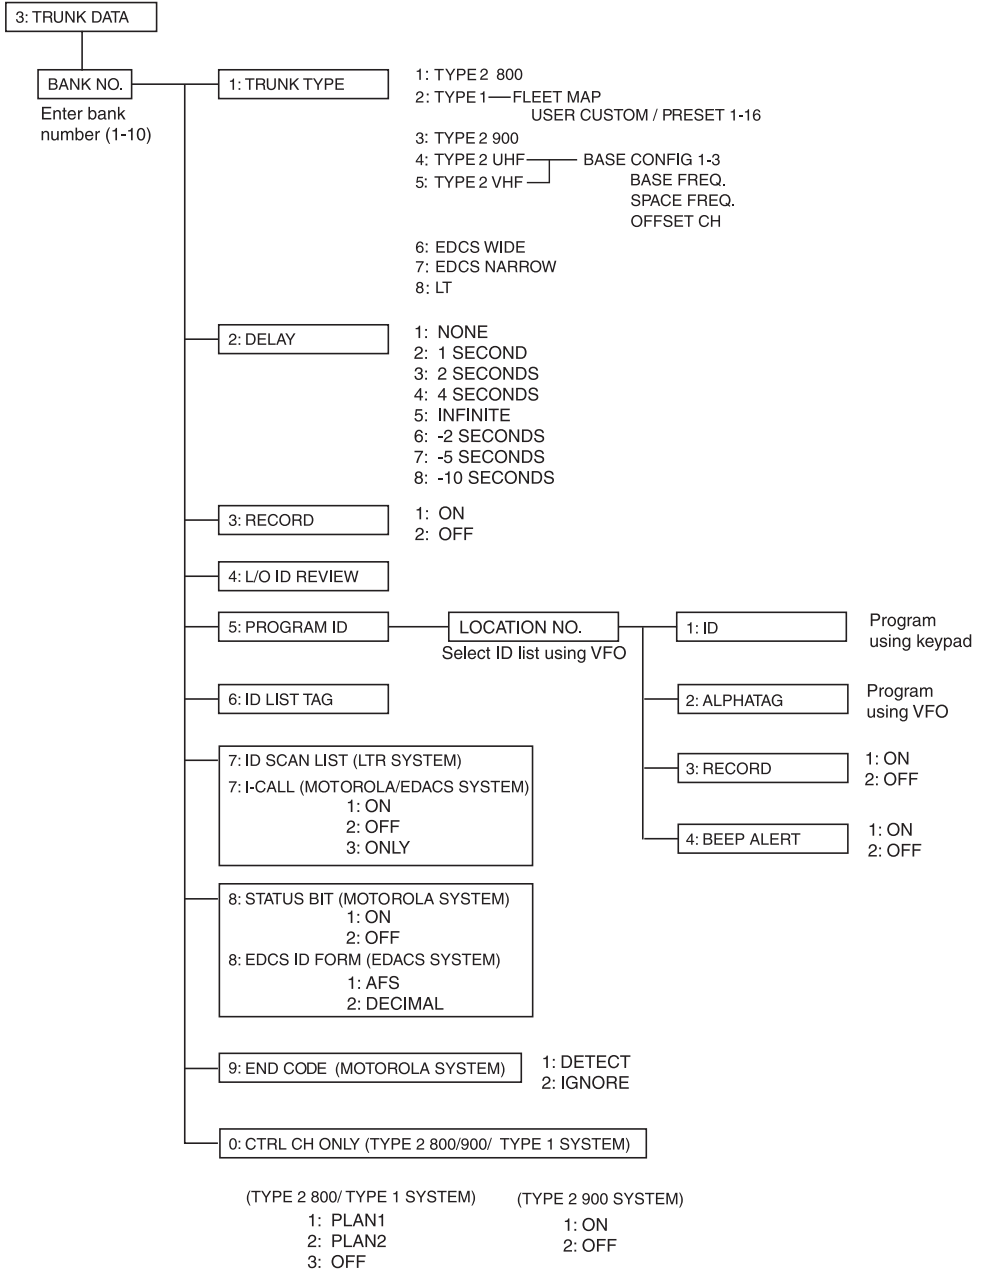 3: TRUNK DATA
BANK NO.
Enter bank
number (1-10)
1: TRUNK TYPE
1: TYPE 2 800
2: TYPE 1 FLEET MAP
USER CUSTOM / PRESET 1-16
3: TYPE 2 900
4: TYPE 2 UHF BASE CONFIG 1-3
5: TYPE 2 VHF BASE FREQ.
SPACE FREQ.
OFFSET CH
6: EDCS WIDE
7: EDCS NARROW
8: LT
2: DELAY
1: NONE
2: 1 SECOND
3: 2 SECONDS
4: 4 SECONDS
5: INFINITE
6: -2 SECONDS
7: -5 SECONDS
8: -10 SECONDS
3: RECORD
1: ON
2: OFF
4: L/O ID REVIEW
5: PROGRAM ID
LOCATION NO.
Select ID list using VFO
1: ID
Program
using keypad
2: ALPHATAG
Program
using VFO
3: RECORD
1: ON
2: OFF
4: BEEP ALERT
1: ON
2: OFF
6: ID LIST TAG
7: ID SCAN LIST (LTR SYSTEM)
7: I-CALL (MOTOROLA/EDACS SYSTEM)
1: ON
2: OFF
3: ONLY
8: STATUS BIT (MOTOROLA SYSTEM)
1: ON
2: OFF
8: EDCS ID FORM (EDACS SYSTEM)
1: AFS
2: DECIMAL
9: END CODE (MOTOROLA SYSTEM)
1: DETECT
2: IGNORE
0: CTRL CH ONLY (TYPE 2 800/900/ TYPE 1 SYSTEM)
(TYPE 2 800/ TYPE 1 SYSTEM)
1: PLAN1
2: PLAN2
3: OFF
(TYPE 2 900 SYSTEM)
1: ON
2: OFF